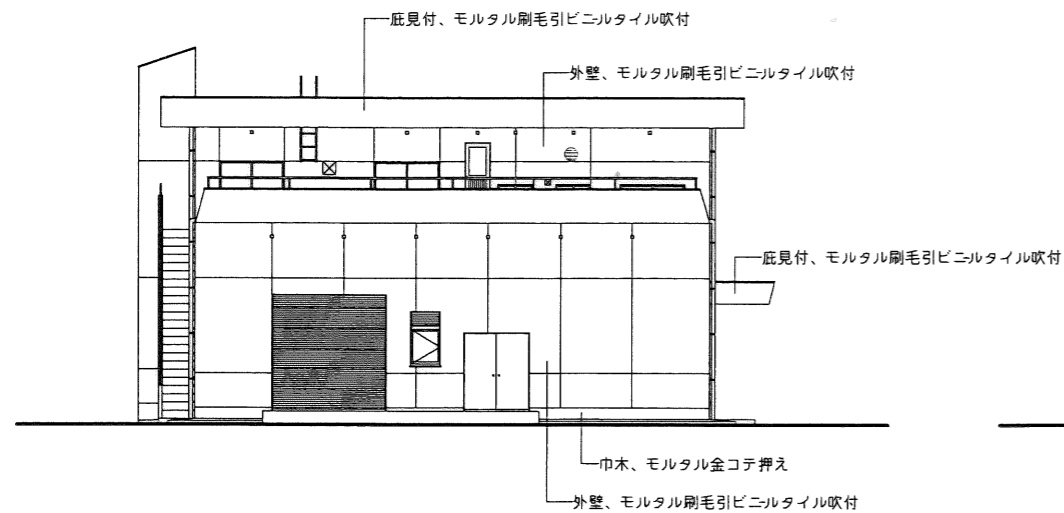 庇見付、モルタル刷毛引ビニールタイル吹付
外壁、モルタル刷毛引ビニールタイル吹付
庇見付、モルタル刷毛引ビニールタイル吹付
巾木、モルタル金コテ押え
外壁、モルタル刷毛引ビニールタイル吹付